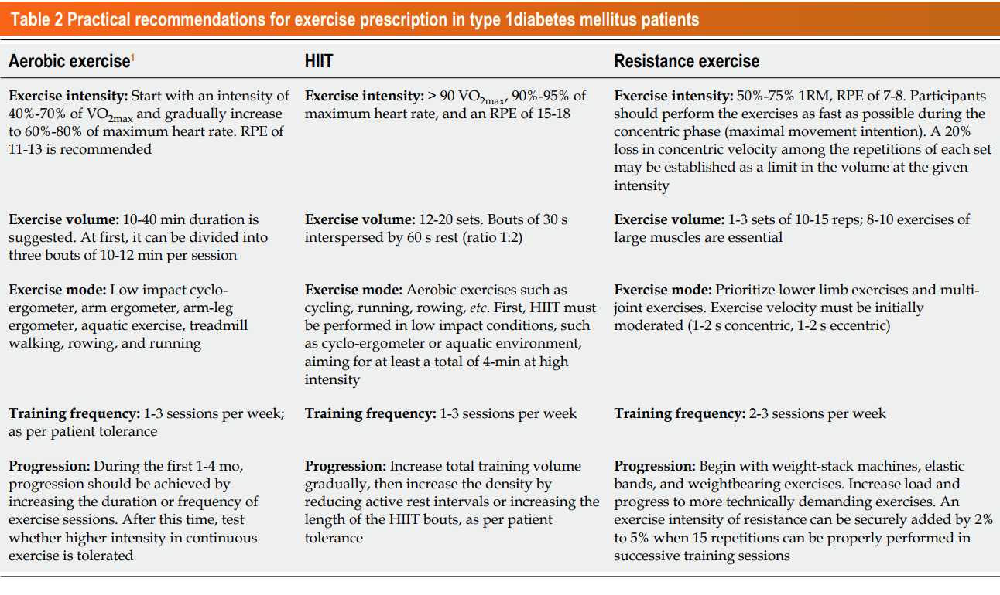 Table 2 Practical recommendations for exercise prescription in type 1diabetes mellitus patients
Aerobic exercise1
HIIT
Resistance exercise
Exercise intensity: Start with an intensity of
40%-70% of VO2max and gradually increase
to 60%-80% of maximum heart rate. RPE of
11-13 is recommended
Exercise intensity: > 90 VO2max, 90%-95% of
maximum heart rate, and an RPE of 15-18
Exercise intensity: 50%-75% 1RM, RPE of 7-8. Participants
should perform the exercises as fast as possible during the
concentric phase (maximal movement intention). A 20%
loss in concentric velocity among the repetitions of each set
may be established as a limit in the volume at the given
intensity
Exercise volume: 10-40 min duration is
suggested. At first, it can be divided into
three bouts of 10-12 min per session
Exercise volume: 12-20 sets. Bouts of 30 s
interspersed by 60 s rest (ratio 1:2)
Exercise volume: 1-3 sets of 10-15 reps; 8-10 exercises of
large muscles are essential
Exercise mode: Low impact cyclo-
ergometer, arm ergometer, arm-leg
ergometer, aquatic exercise, treadmill
walking, rowing, and running
Exercise mode: Aerobic exercises such as
cycling, running, rowing, etc. First, HIIT must
be performed in low impact conditions, such
as cyclo-ergometer or aquatic environment,
aiming for at least a total of 4-min at high
intensity
Exercise mode: Prioritize lower limb exercises and multi-
joint exercises. Exercise velocity must be initially
moderated (1-2 s concentric, 1-2 s eccentric)
Training frequency: 1-3 sessions per week;
as per patient tolerance
Training frequency: 1-3 sessions per week
Training frequency: 2-3 sessions per week
Progression: During the first 1-4 mo,
progression should be achieved by
increasing the duration or frequency of
exercise sessions. After this time, test
whether higher intensity in continuous
exercise is tolerated
Progression: Increase total training volume
gradually, then increase the density by
reducing active rest intervals or increasing the
length of the HIIT bouts, as per patient
tolerance
Progression: Begin with weight-stack machines, elastic
bands, and weightbearing exercises. Increase load and
progress to more technically demanding exercises. An
exercise intensity of resistance can be securely added by 2%
to 5% when 15 repetitions can be properly performed in
successive training sessions